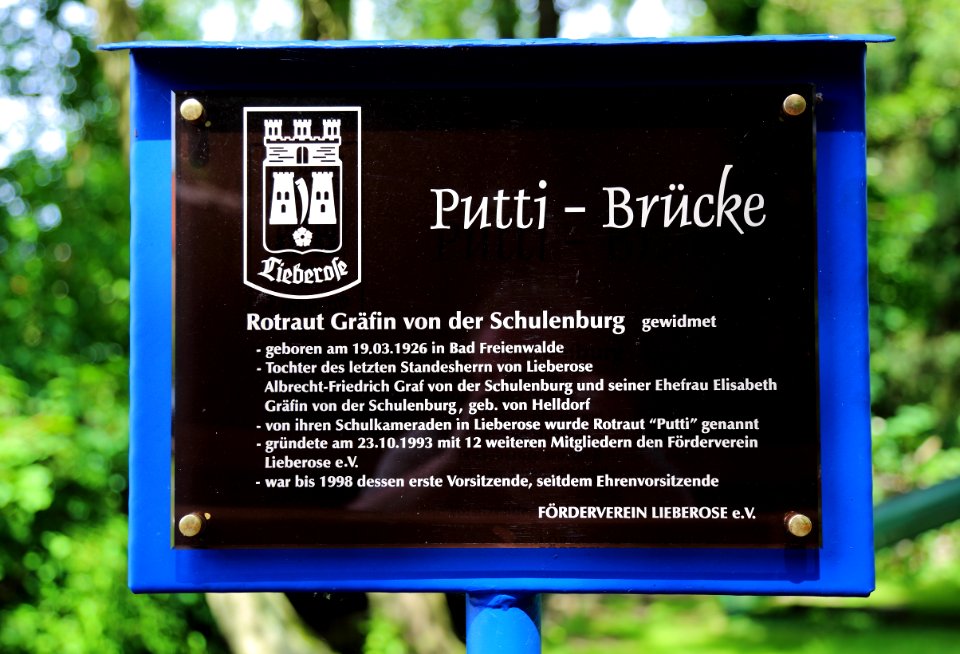 Putti - Brücke
Lieberose
Rotraut Gräfin von der Schulenburg gewidmet
- geboren am 19.03.1926 in Bad Freienwalde
- Tochter des letzten Standesherrn von Lieberose
Albrecht-Friedrich Graf von der Schulenburg und seiner Ehefrau Elisabeth
Gräfin von der Schulenburg, geb. von Helldorf
- von ihren Schulkameraden in Lieberose wurde Rotraut "Putti" genannt
- gründete am 23.10.1993 mit 12 weiteren Mitgliedern den Förderverein
Lieberose e.V.
- war bis 1998 dessen erste Vorsitzende, seitdem Ehrenvorsitzende
FÖRDERVEREIN LIEBEROSE e.V.